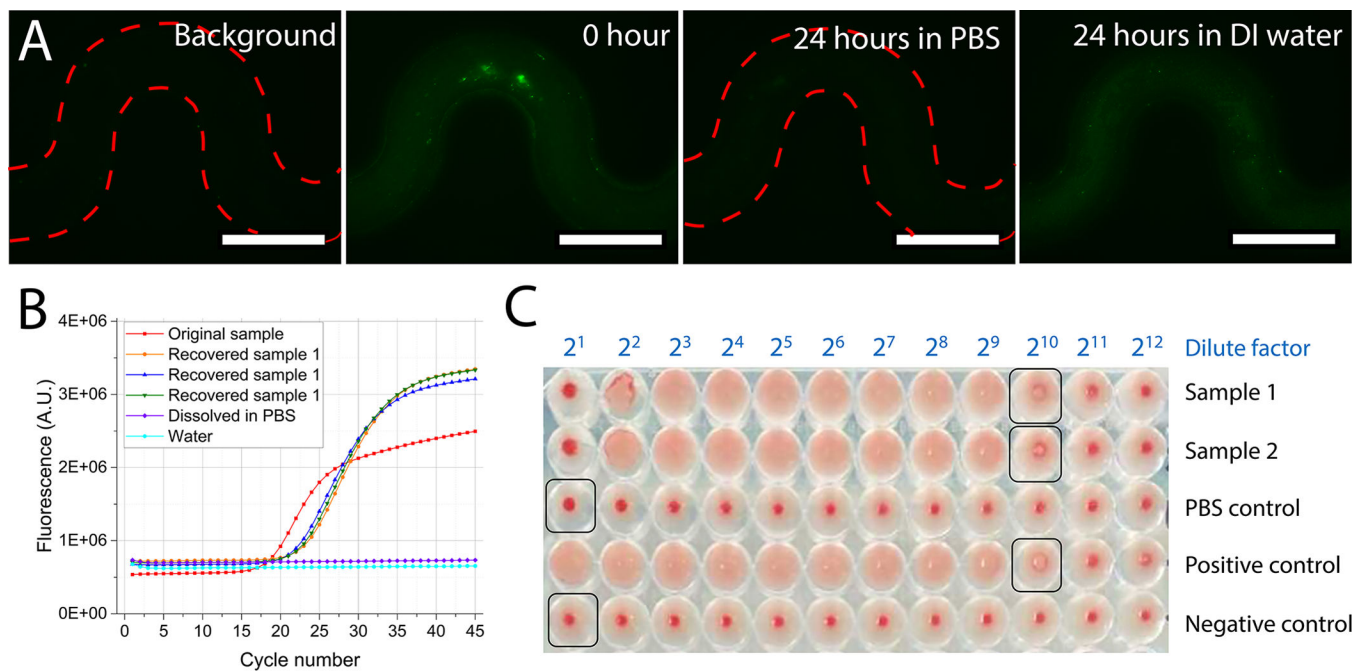 A
Background
0 hour
24 hours in PBS
24 hours in DI water
B
Fluorescence (A.U.)
4E+06
3E+06
2E+06
1E+06
0E+00
Original sample
Recovered sample 1
Recovered sample 1
Recovered sample 1
Dissolved in PBS
Water
0 5 10 15 20 25 30 35 40 45
Cycle number
C
2¹ 2² 2³ 2⁴ 2⁵ 2⁶ 2⁷ 2⁸ 2⁹ 2¹⁰ 2¹¹ 2¹² Dilute factor
Sample 1
Sample 2
PBS control
Positive control
Negative control